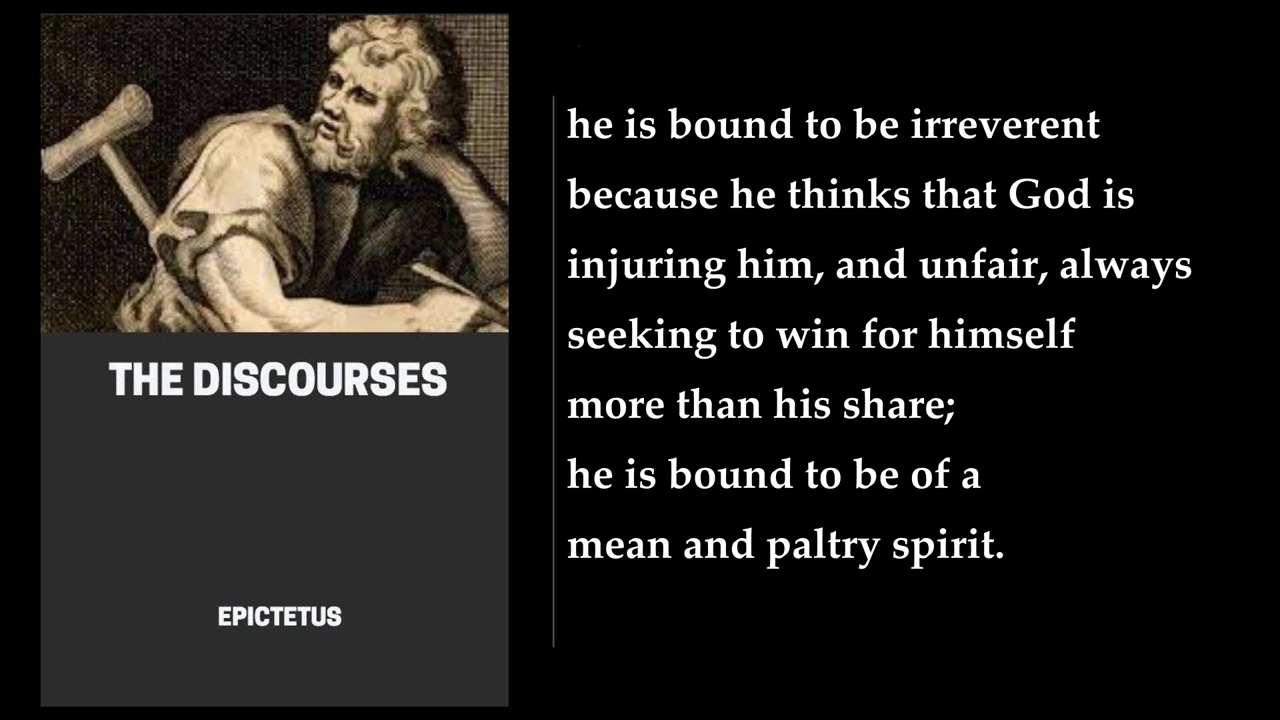 THE DISCOURSES
EPICTETUS
he is bound to be irreverent
because he thinks that God is
injuring him, and unfair, always
seeking to win for himself
more than his share;
he is bound to be of a
mean and paltry spirit.